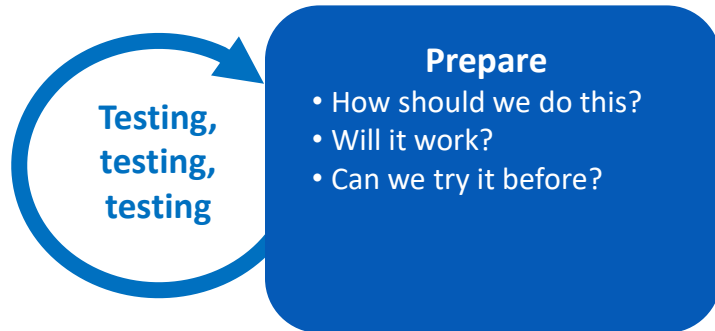 Testing,
testing,
testing
Prepare
• How should we do this?
• Will it work?
• Can we try it before?